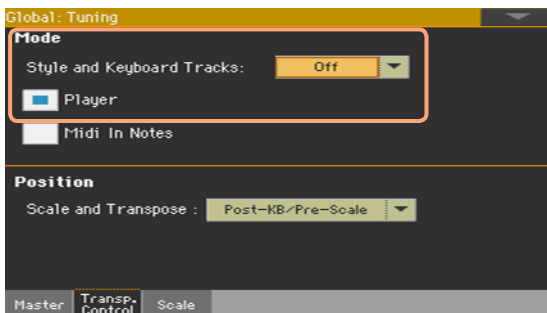 Global: Tuning
Mode
Style and Keyboard Tracks: Off
Player
Midi In Notes
Position
Scale and Transpose : Post-KB/Pre-Scale
Master Transp. Control Scale